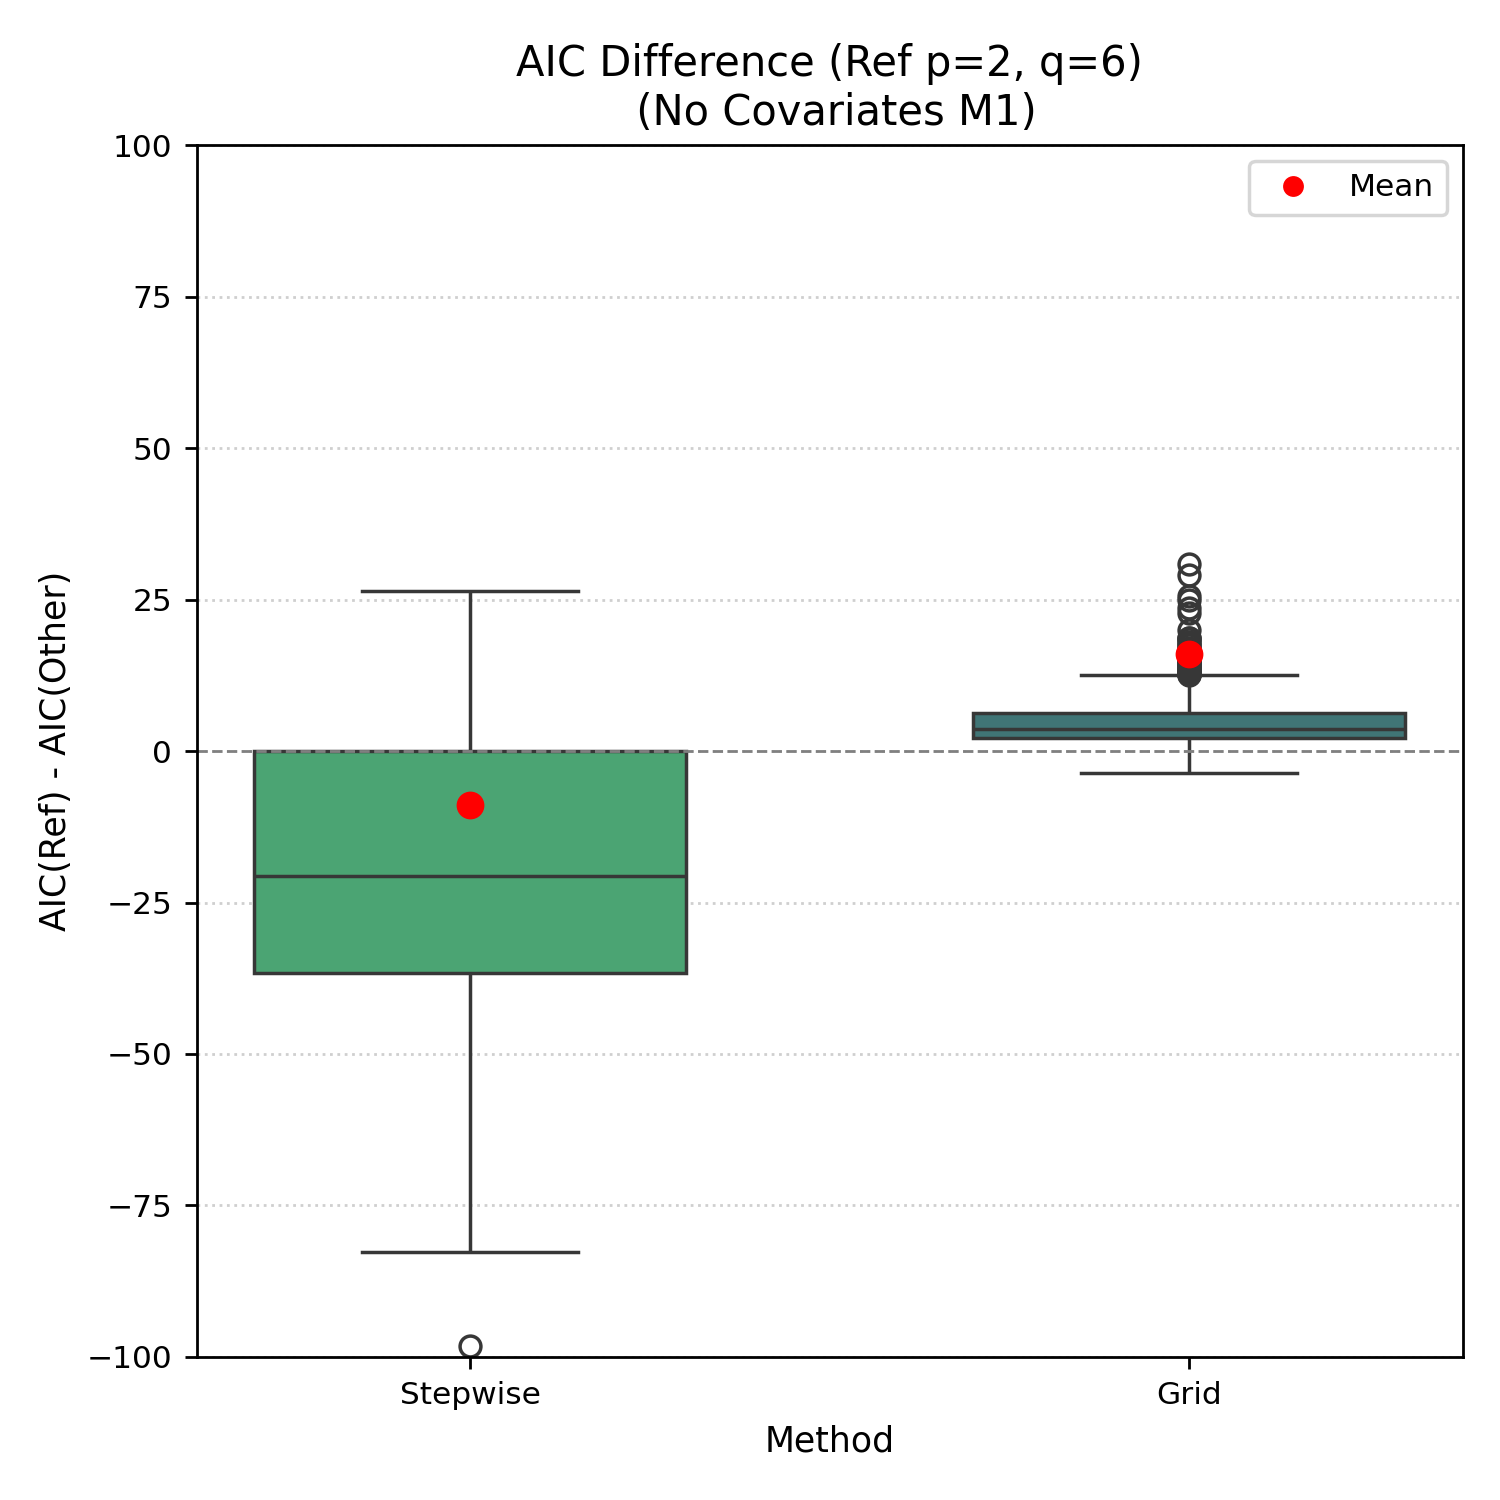 AIC Difference (Ref p=2, q=6)
(No Covariates M1)
Mean
100
75
50
25
0
−25
−50
−75
−100
AIC(Ref) - AIC(Other)
Stepwise
Grid
Method